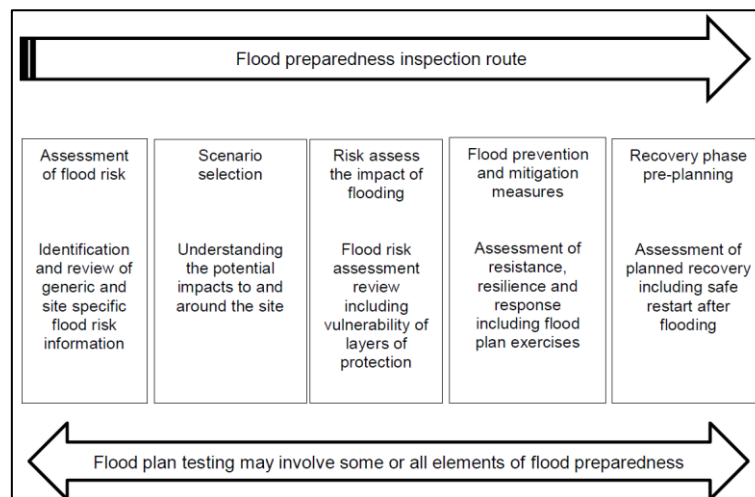 Flood preparedness inspection route
Assessment
of flood risk
Identification
and review of
generic and
site specific
flood risk
information
Scenario
selection
Understanding
the potential
impacts to and
around the site
Risk assess
the impact of
flooding
Flood risk
assessment
review
including
vulnerability of
layers of
protection
Flood prevention
and mitigation
measures
Assessment of
resistance,
resilience and
response
including flood
plan exercises
Recovery phase
pre-planning
Assessment of
planned recovery
including safe
restart after
flooding
Flood plan testing may involve some or all elements of flood preparedness